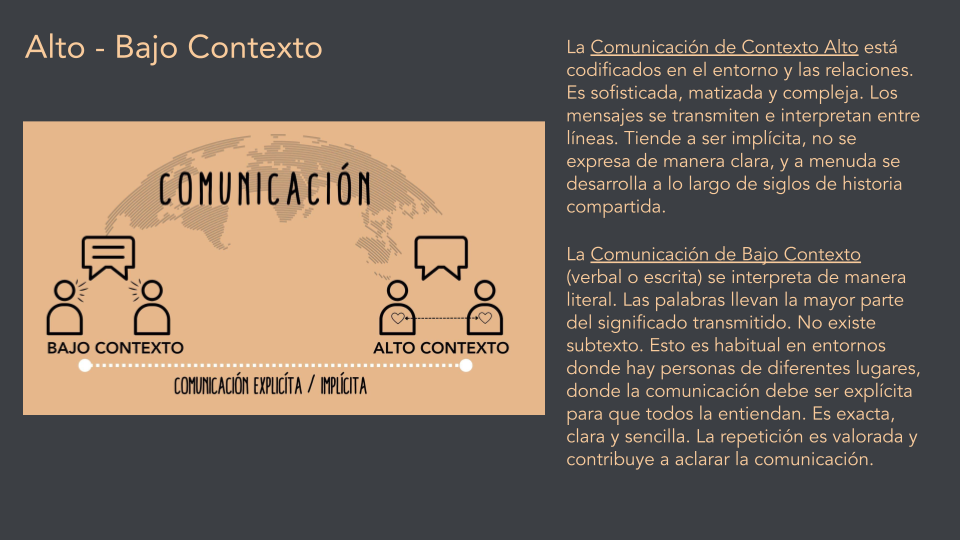 Alto - Bajo Contexto
COMUNICACIÓN
BAJO CONTEXTO
ALTO CONTEXTO
COMUNICACIÓN EXPLICÍTA / IMPLÍCITA
La Comunicación de Contexto Alto está
codificados en el entorno y las relaciones.
Es sofisticada, matizada y compleja. Los
mensajes se transmiten e interpretan entre
líneas. Tiende a ser implícita, no se
expresa de manera clara, y a menuda se
desarrolla a lo largo de siglos de historia
compartida.
La Comunicación de Bajo Contexto
(verbal o escrita) se interpreta de manera
literal. Las palabras llevan la mayor parte
del significado transmitido. No existe
subtexto. Esto es habitual en entornos
donde hay personas de diferentes lugares,
donde la comunicación debe ser explícita
para que todos la entiendan. Es exacta,
clara y sencilla. La repetición es valorada y
contribuye a aclarar la comunicación.